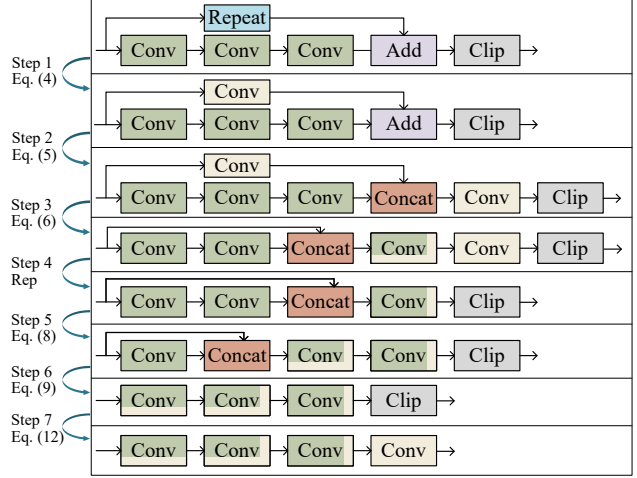 Repeat
Conv Conv Conv Add Clip
Step 1
Eq. (4)
Conv
Conv Conv Conv Add Clip
Step 2
Eq. (5)
Conv
Conv Conv Conv Concat Conv Clip
Step 3
Eq. (6)
Conv Conv Concat Conv Conv Clip
Step 4
Rep
Conv Conv Concat Conv Clip
Step 5
Eq. (8)
Conv Concat Conv Conv Clip
Step 6
Eq. (9)
Conv Conv Conv Clip
Step 7
Eq. (12)
Conv Conv Conv Conv